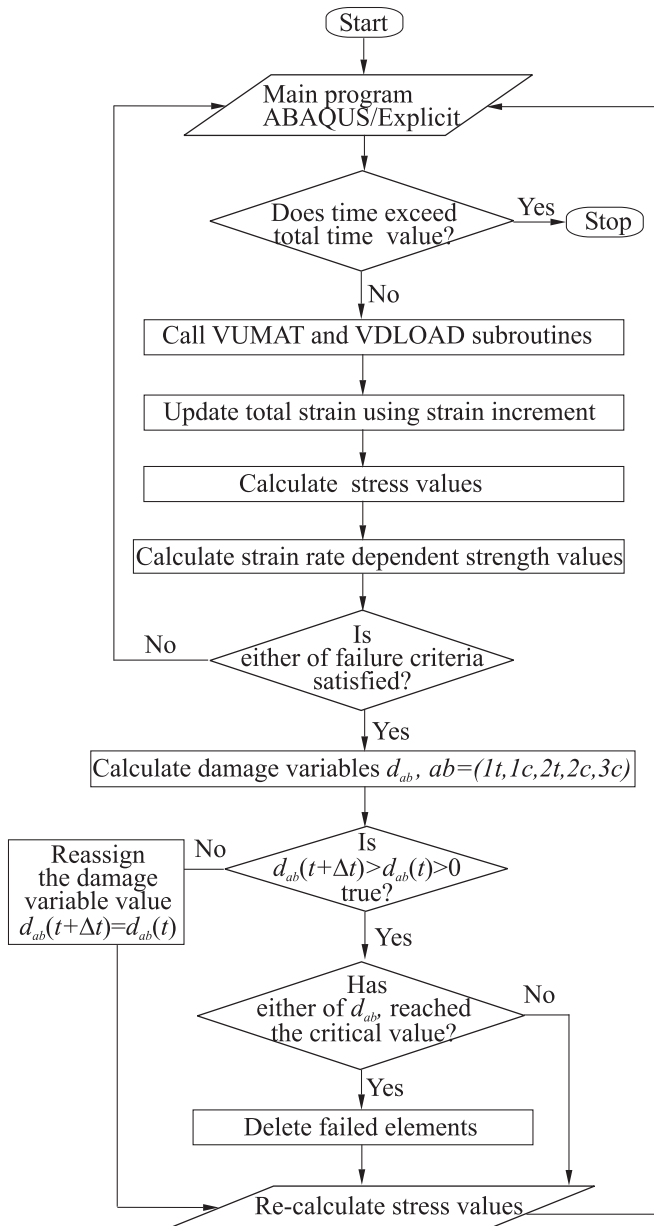 Start
Main program
ABAQUS/Explicit
Does time exceed
total time value?
Yes
Stop
No
Call VUMAT and VDLOAD subroutines
Update total strain using strain increment
Calculate stress values
Calculate strain rate dependent strength values
Is
either of failure criteria
satisfied?
No
Yes
Calculate damage variables d_ab, ab=(1t,1c,2t,2c,3c)
Is
d_ab(t+Δt)>d_ab(t)>0
true?
No
Reassign
the damage
variable value
d_ab(t+Δt)=d_ab(t)
Yes
Has
either of d_ab, reached
the critical value?
No
Yes
Delete failed elements
Re-calculate stress values